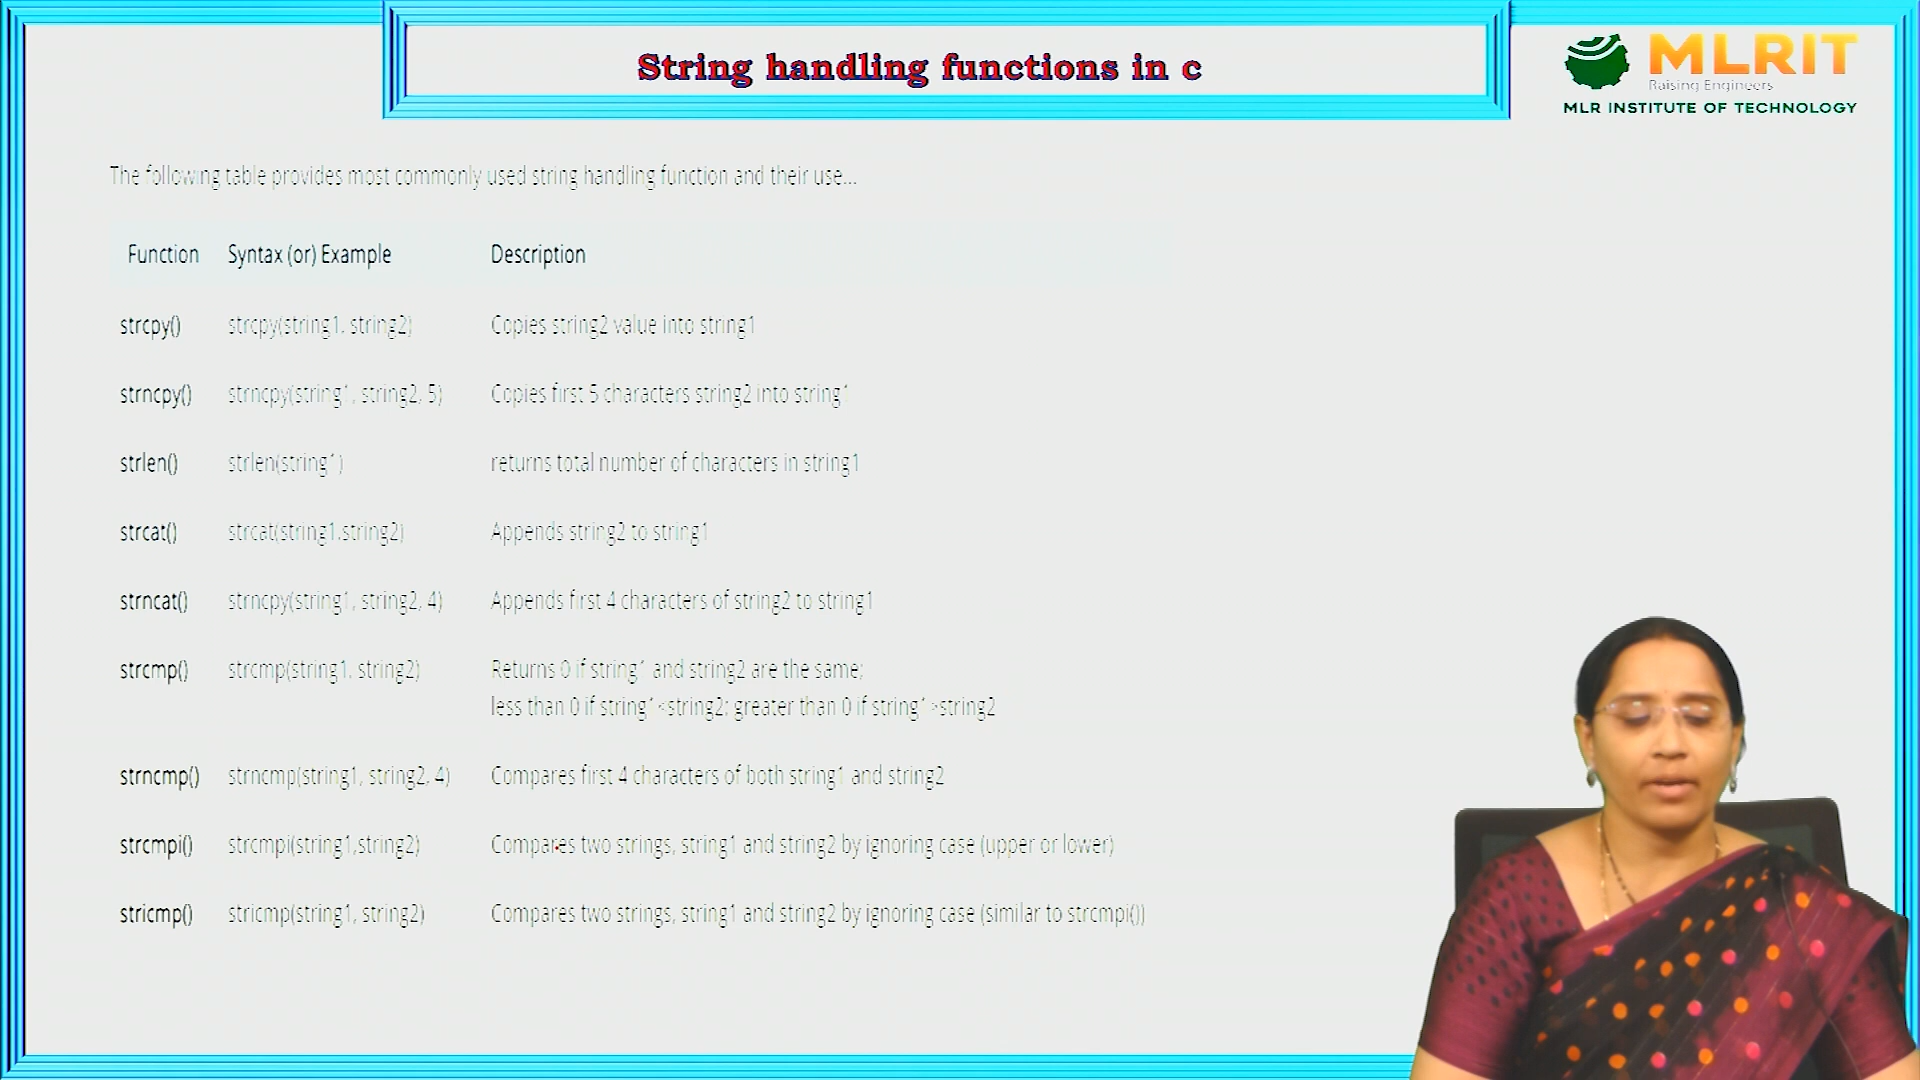 String handling functions in c
MLRIT
Raising Engineers
MLR INSTITUTE OF TECHNOLOGY
The following table provides most commonly used string handling function and their use...
Function Syntax (or) Example Description
strcpy() strcpy(string1, string2) Copies string2 value into string1
strncpy() strncpy(string1, string2, 5) Copies first 5 characters string2 into string1
strlen() strlen(string1) returns total number of characters in string1
strcat() strcat(string1,string2) Appends string2 to string1
strncat() strncpy(string1, string2, 4) Appends first 4 characters of string2 to string1
strcmp() strcmp(string1, string2) Returns 0 if string1 and string2 are the same;
less than 0 if string1<string2; greater than 0 if string1>string2
strncmp() strncmp(string1, string2, 4) Compares first 4 characters of both string1 and string2
strcmpi() strcmpi(string1,string2) Compares two strings, string1 and string2 by ignoring case (upper or lower)
stricmp() stricmp(string1, string2) Compares two strings, string1 and string2 by ignoring case (similar to strcmpi())